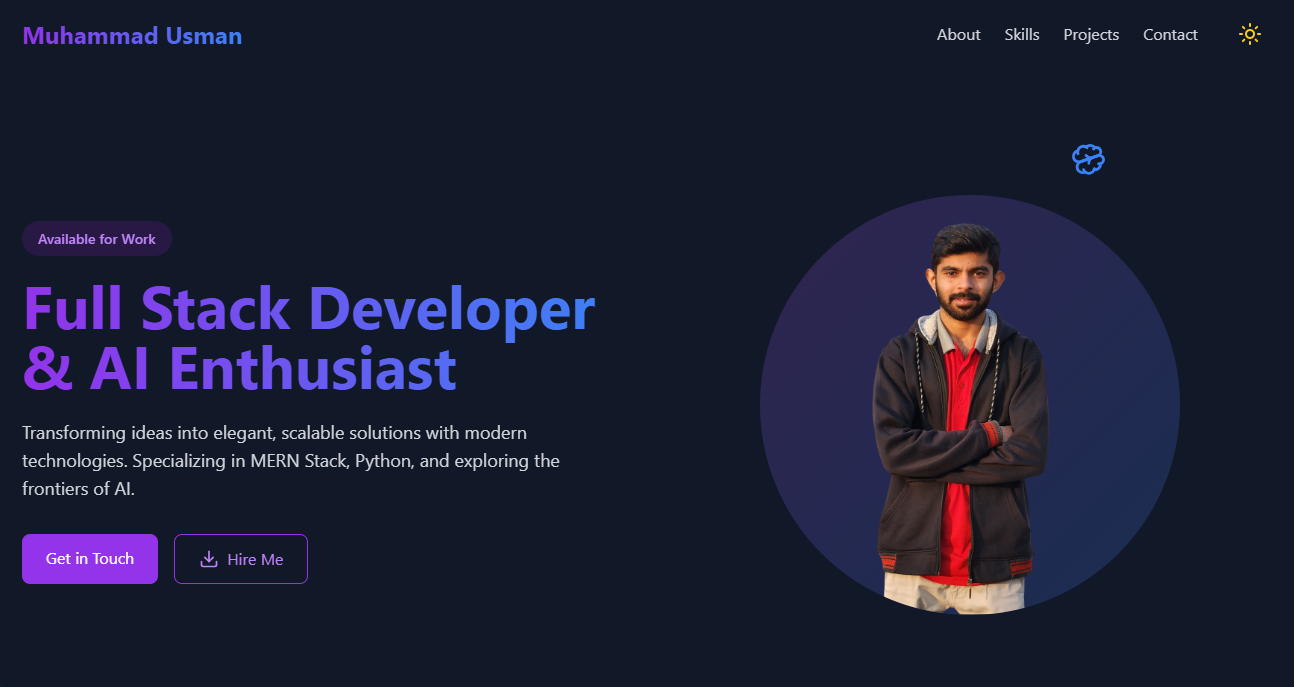 Muhammad Usman
About
Skills
Projects
Contact
Available for Work
Full Stack Developer
& AI Enthusiast
Transforming ideas into elegant, scalable solutions with modern
technologies. Specializing in MERN Stack, Python, and exploring the
frontiers of AI.
Get in Touch
Hire Me